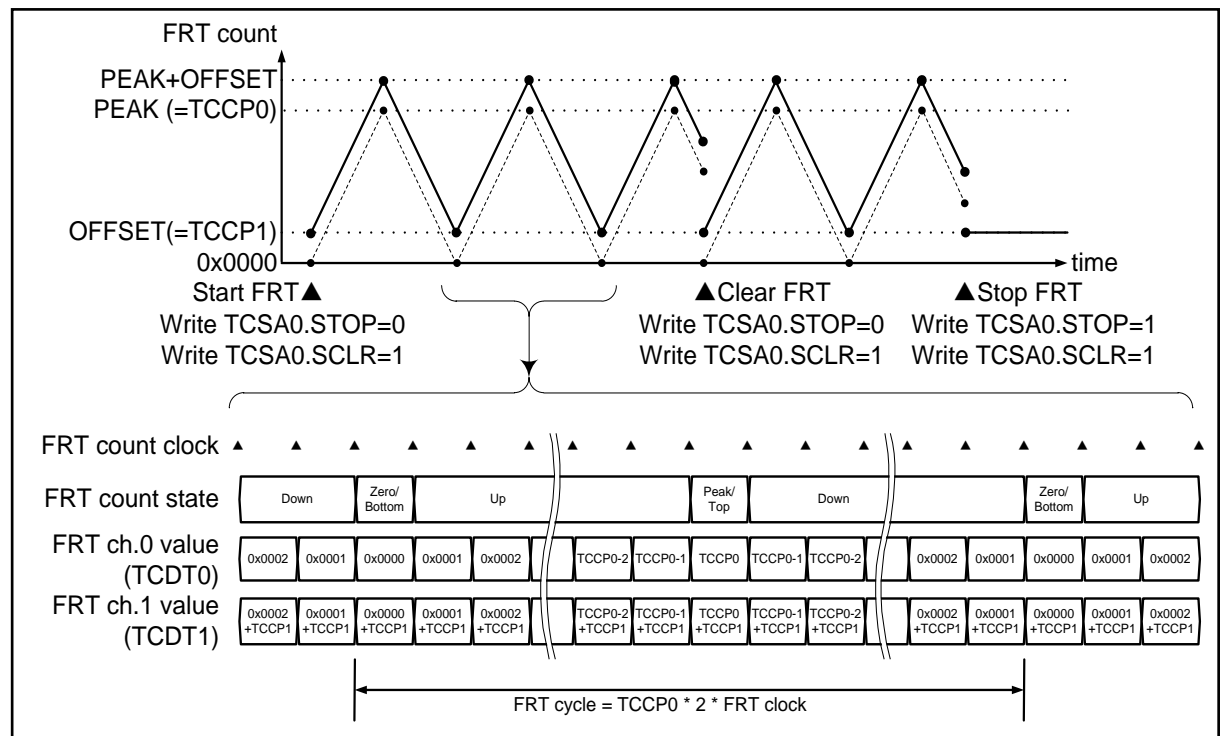 FRT count
PEAK+OFFSET
PEAK (=TCCP0)
OFFSET(=TCCP1)
0x0000
time
Start FRT▲
Write TCSA0.STOP=0
Write TCSA0.SCLR=1
▲Clear FRT
Write TCSA0.STOP=0
Write TCSA0.SCLR=1
▲Stop FRT
Write TCSA0.STOP=1
Write TCSA0.SCLR=1
FRT count clock
FRT count state
Down
Zero/
Bottom
Up
Peak/
Top
Down
Zero/
Bottom
Up
FRT ch.0 value
(TCDT0)
0x0002 0x0001 0x0000 0x0001 0x0002 TCCP0-2 TCCP0-1 TCCP0 TCCP0-1 TCCP0-2 0x0002 0x0001 0x0000 0x0001 0x0002
FRT ch.1 value
(TCDT1)
0x0002 0x0001 0x0000 0x0001 0x0002 TCCP0-2 TCCP0-1 TCCP0 TCCP0-1 TCCP0-2 0x0002 0x0001 0x0000 0x0001 0x0002
+TCCP1 +TCCP1 +TCCP1 +TCCP1 +TCCP1 +TCCP1 +TCCP1 +TCCP1 +TCCP1 +TCCP1 +TCCP1 +TCCP1 +TCCP1 +TCCP1 +TCCP1
FRT cycle = TCCP0 * 2 * FRT clock